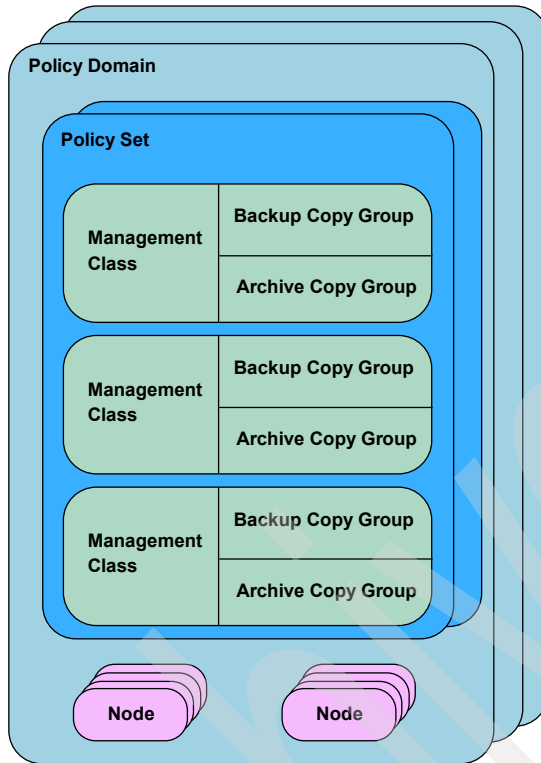 Policy Domain
Policy Set
Management
Class
Backup Copy Group
Archive Copy Group
Management
Class
Backup Copy Group
Archive Copy Group
Management
Class
Backup Copy Group
Archive Copy Group
Node
Node